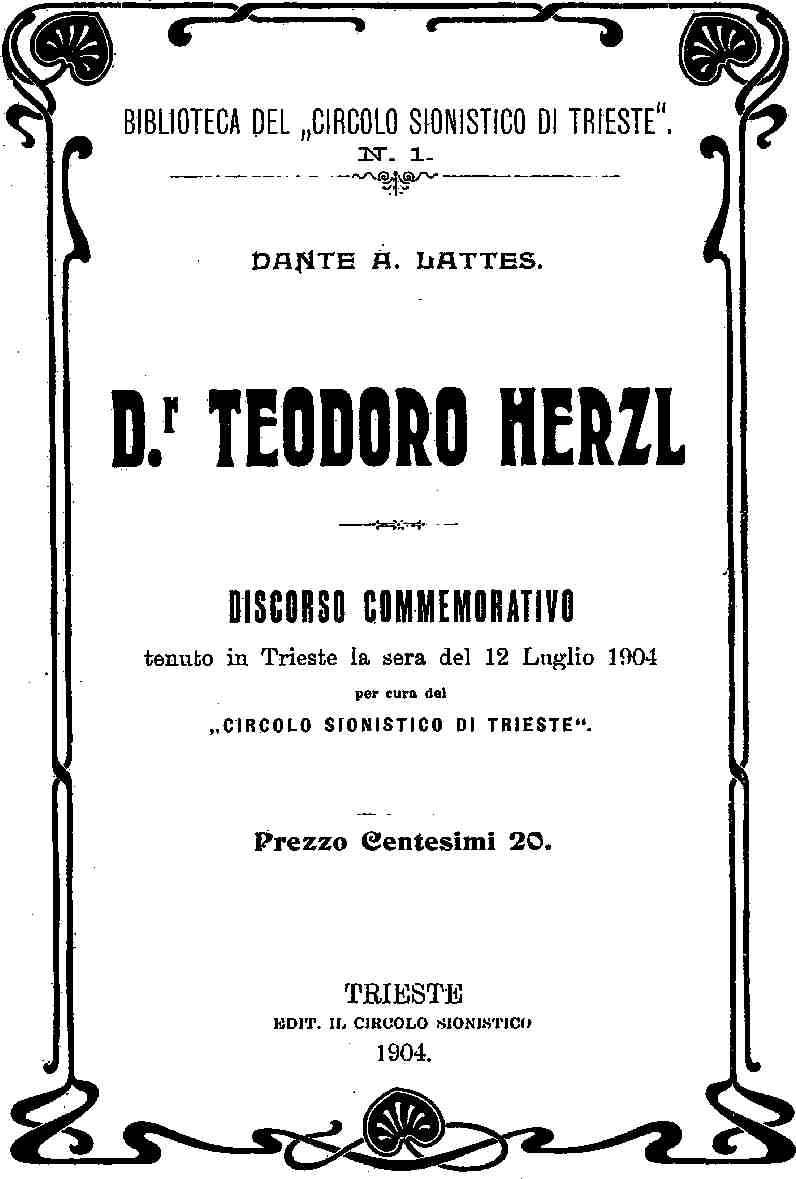 BIBLIOTECA DEL „CIRCOLO SIONISTICO DI TRIESTE“.
N. 1.
DANTE A. LATTES.
D.r TEODORO HERZL
DISCORSO COMMEMORATIVO
tenuto in Trieste la sera del 12 Luglio 1904
per cura del
„CIRCOLO SIONISTICO DI TRIESTE“.
Prezzo Centesimi 20.
TRIESTE
EDIT. IL CIRCOLO SIONISTICO
1904.